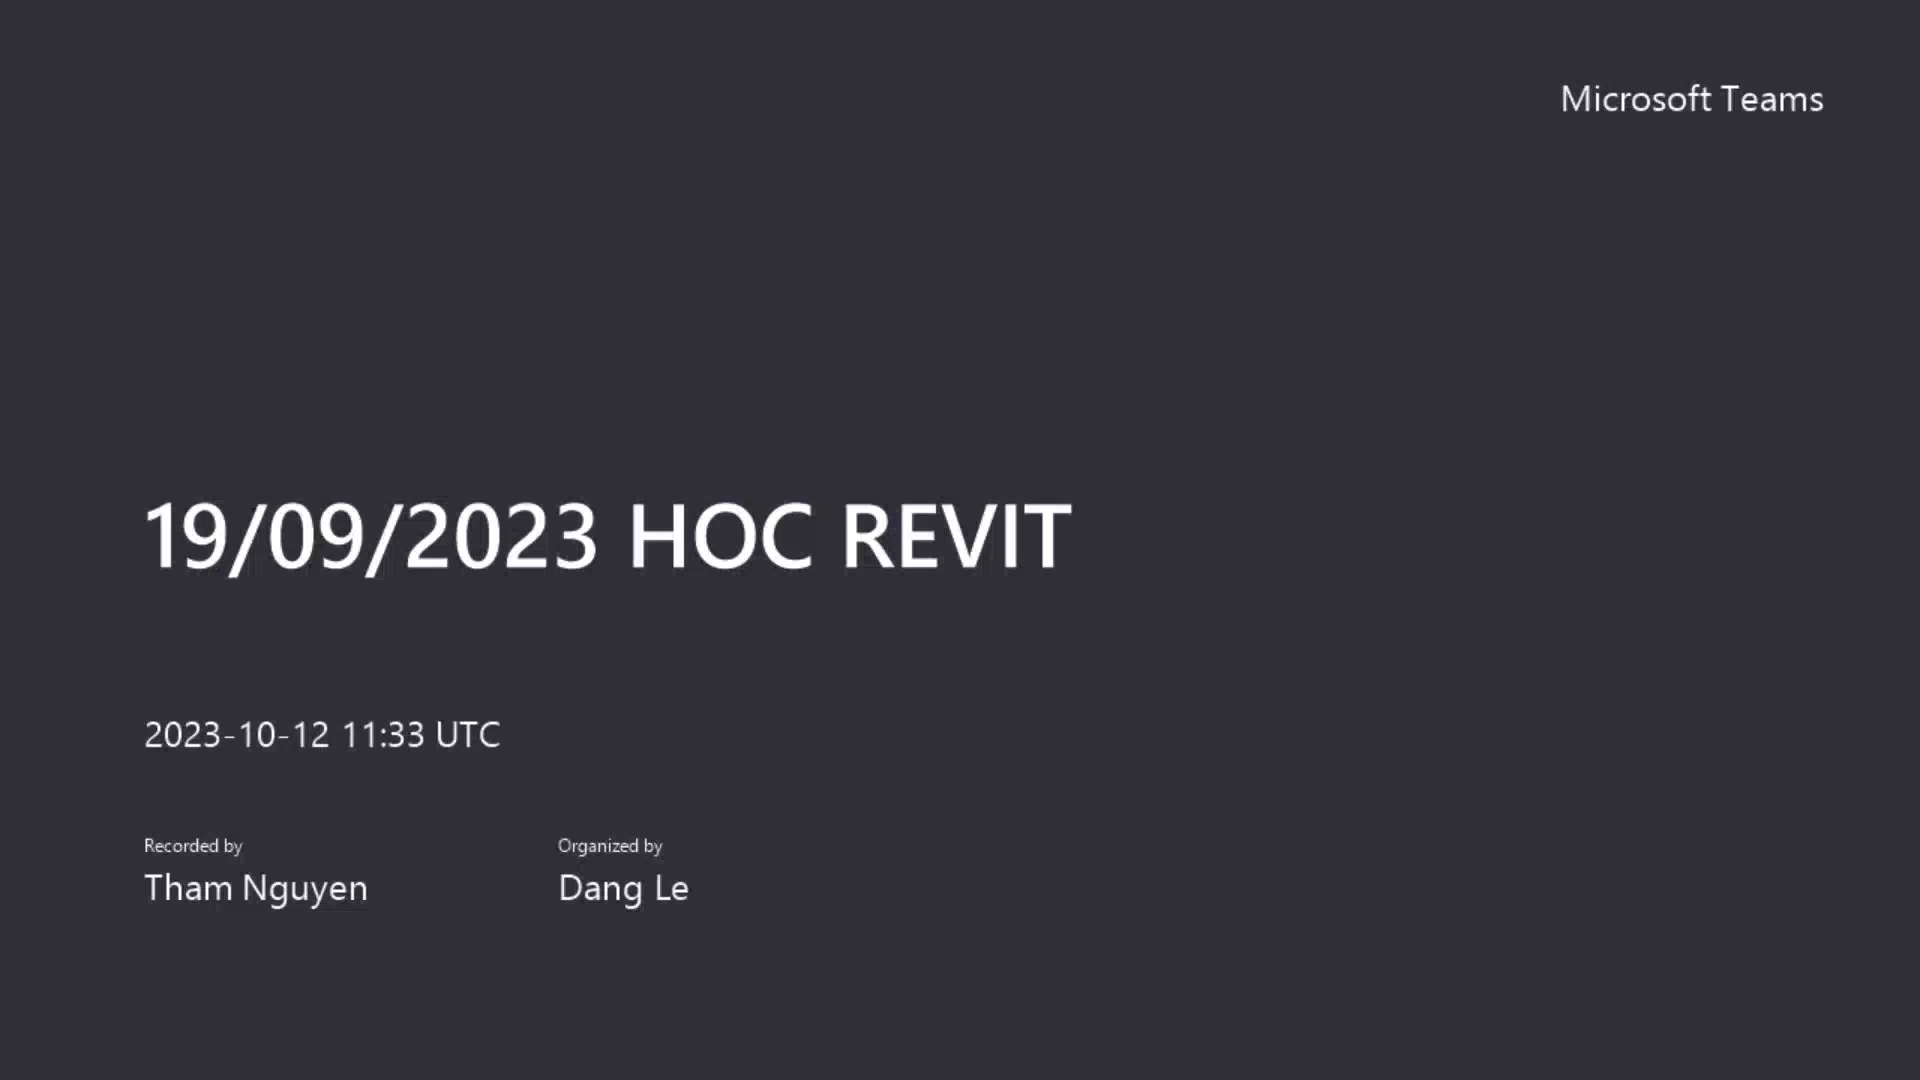 Microsoft Teams
19/09/2023 HOC REVIT
2023-10-12 11:33 UTC
Recorded by
Tham Nguyen
Organized by
Dang Le